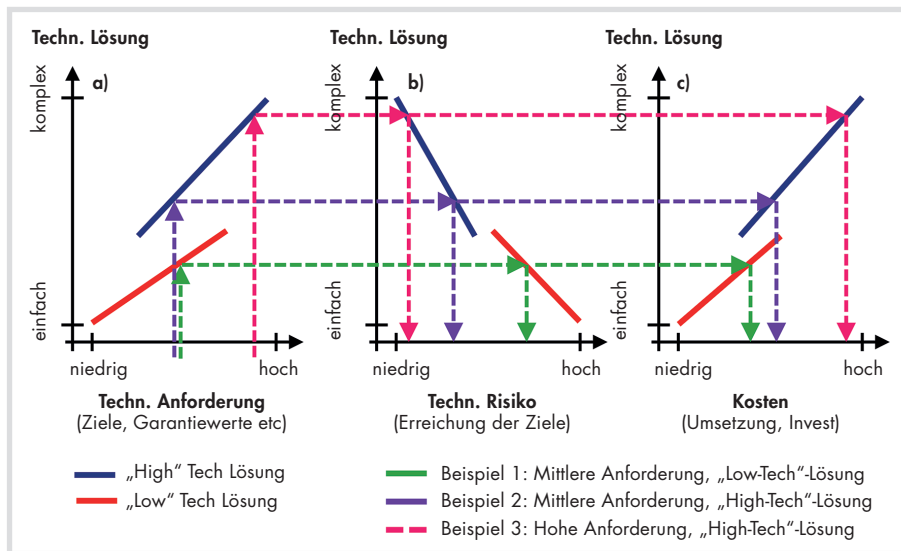 Techn. Lösung
Techn. Lösung
Techn. Lösung
a)
b)
c)
komplex
einfach
komplex
einfach
komplex
einfach
niedrig hoch
niedrig hoch
niedrig hoch
Techn. Anforderung
(Ziele, Garantiewerte etc)
Techn. Risiko
(Erreichung der Ziele)
Kosten
(Umsetzung, Invest)
„High“ Tech Lösung
„Low“ Tech Lösung
Beispiel 1: Mittlere Anforderung, „Low-Tech“-Lösung
Beispiel 2: Mittlere Anforderung, „High-Tech“-Lösung
Beispiel 3: Hohe Anforderung, „High-Tech“-Lösung